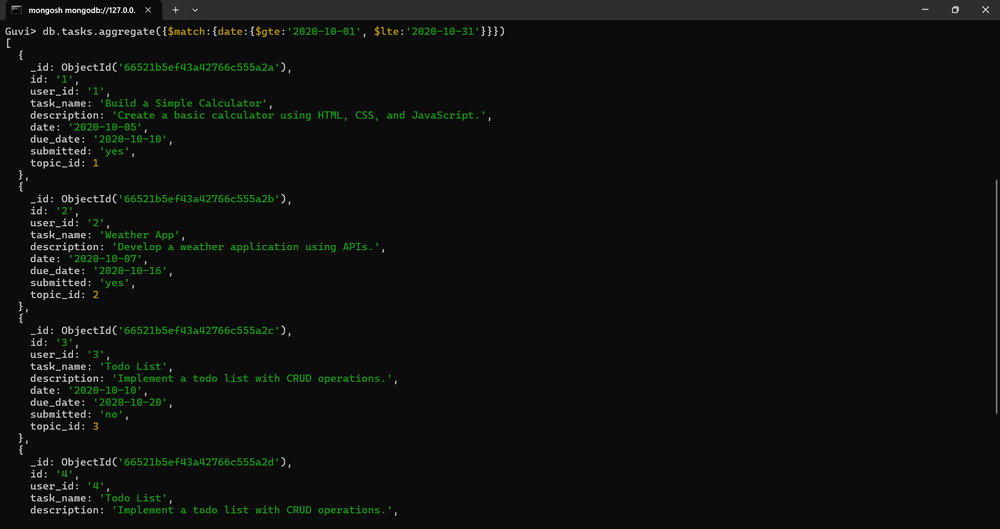 mongosh mongodb://127.0.0.
Guvi> db.tasks.aggregate({$match:{date:{$gte:'2020-10-01', $lte:'2020-10-31'}}})
[
  {
    _id: ObjectId('66521b5ef43a42766c555a2a'),
    id: '1',
    user_id: '1',
    task_name: 'Build a Simple Calculator',
    description: 'Create a basic calculator using HTML, CSS, and JavaScript.',
    date: '2020-10-05',
    due_date: '2020-10-10',
    submitted: 'yes',
    topic_id: 1
  },
  {
    _id: ObjectId('66521b5ef43a42766c555a2b'),
    id: '2',
    user_id: '2',
    task_name: 'Weather App',
    description: 'Develop a weather application using APIs.',
    date: '2020-10-07',
    due_date: '2020-10-16',
    submitted: 'yes',
    topic_id: 2
  },
  {
    _id: ObjectId('66521b5ef43a42766c555a2c'),
    id: '3',
    user_id: '3',
    task_name: 'Todo List',
    description: 'Implement a todo list with CRUD operations.',
    date: '2020-10-10',
    due_date: '2020-10-20',
    submitted: 'no',
    topic_id: 3
  },
  {
    _id: ObjectId('66521b5ef43a42766c555a2d'),
    id: '4',
    user_id: '4',
    task_name: 'Todo List',
    description: 'Implement a todo list with CRUD operations.',